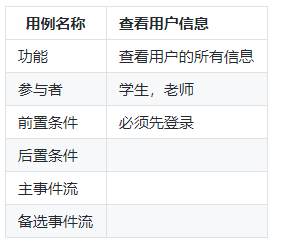 用例名称 查看用户信息
功能 查看用户的所有信息
参与者 学生，老师
前置条件 必须先登录
后置条件
主事件流
备选事件流